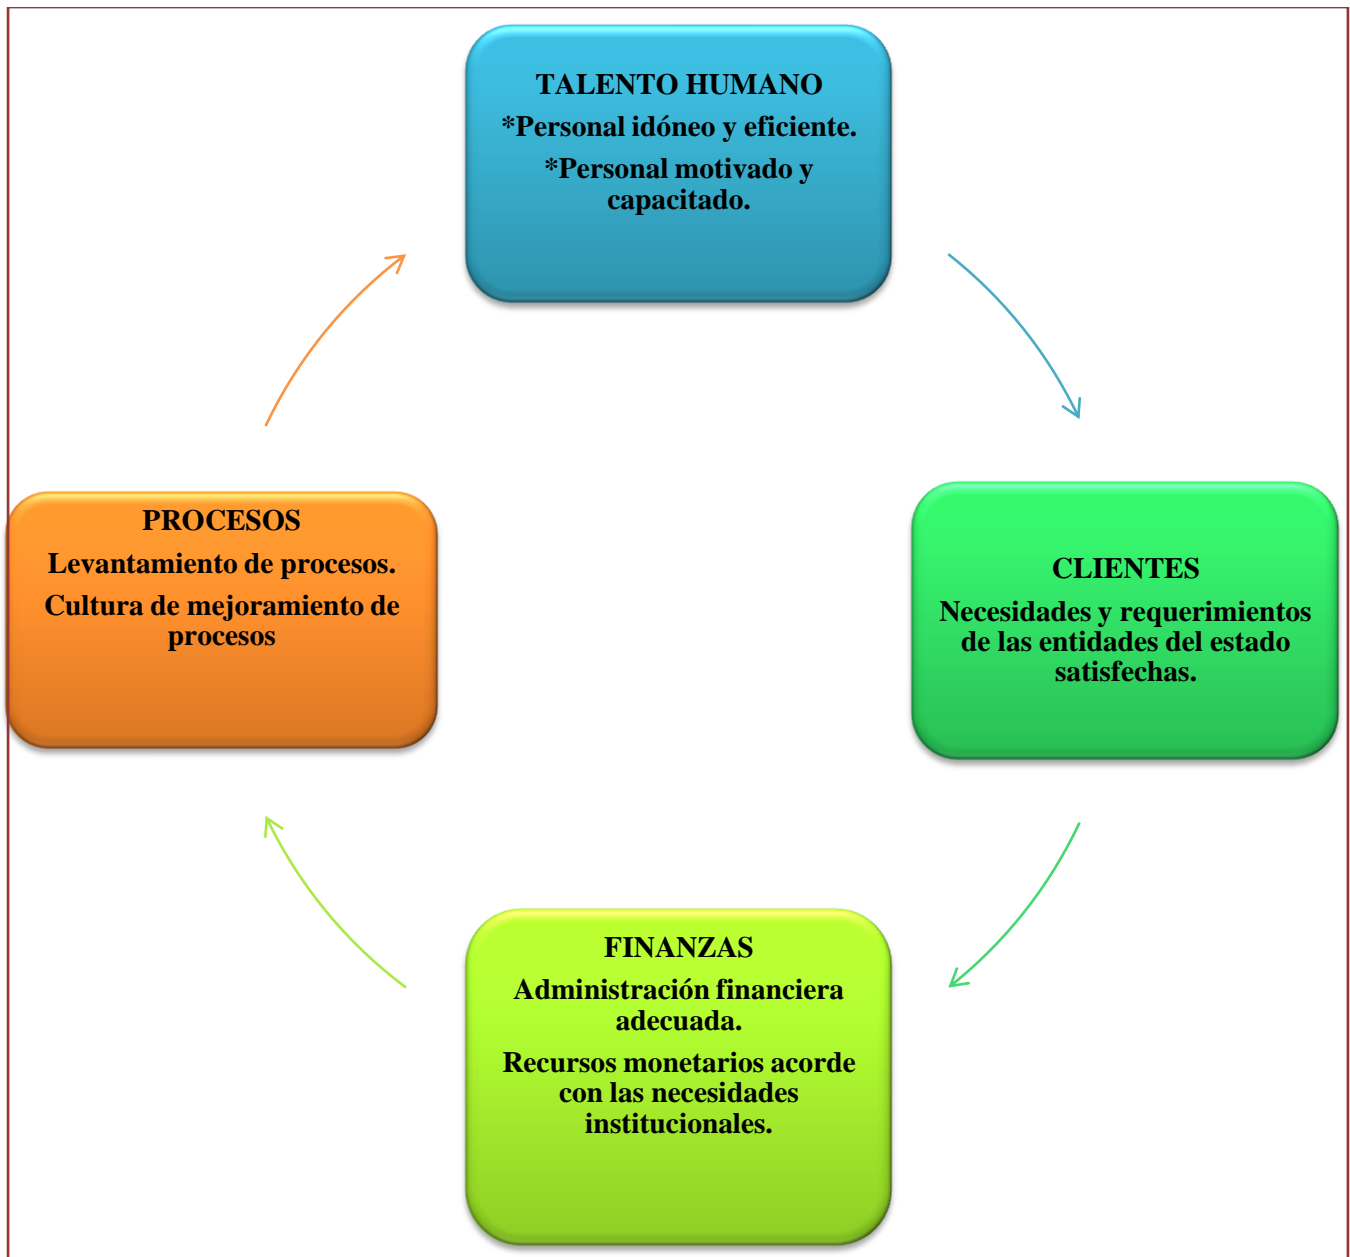 TALENTO HUMANO
*Personal idóneo y eficiente.
*Personal motivado y
capacitado.
PROCESOS
Levantamiento de procesos.
Cultura de mejoramiento de
procesos
CLIENTES
Necesidades y requerimientos
de las entidades del estado
satisfechas.
FINANZAS
Administración financiera
adecuada.
Recursos monetarios acorde
con las necesidades
institucionales.